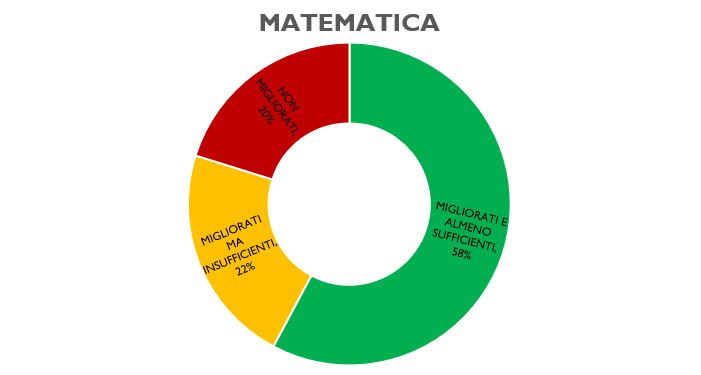 MATEMATICA
NON
MIGLIORATI,
20%
MIGLIORATI E
ALMENO
SUFFICIENTI,
58%
MIGLIORATI
MA
INSUFFICIENTI,
22%